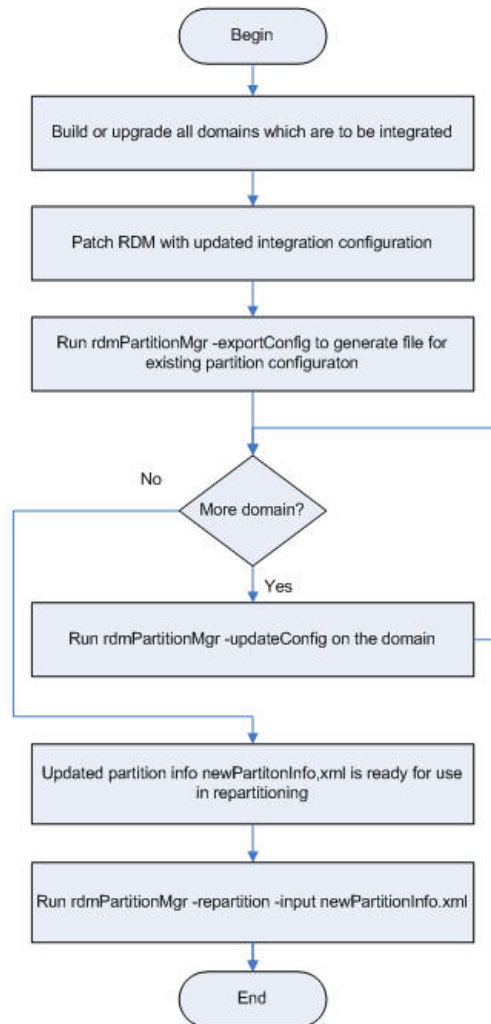 Begin
Build or upgrade all domains which are to be integrated
Patch RDM with updated integration configuration
Run rdmPartitionMgr -exportConfig to generate file for
existing partition configuraton
No
More domain?
Yes
Run rdmPartitionMgr -updateConfig on the domain
Updated partition info newPartitonInfo,xml is ready for use
in repartitioning
Run rdmPartitionMgr -repartition -input newPartitionInfo.xml
End